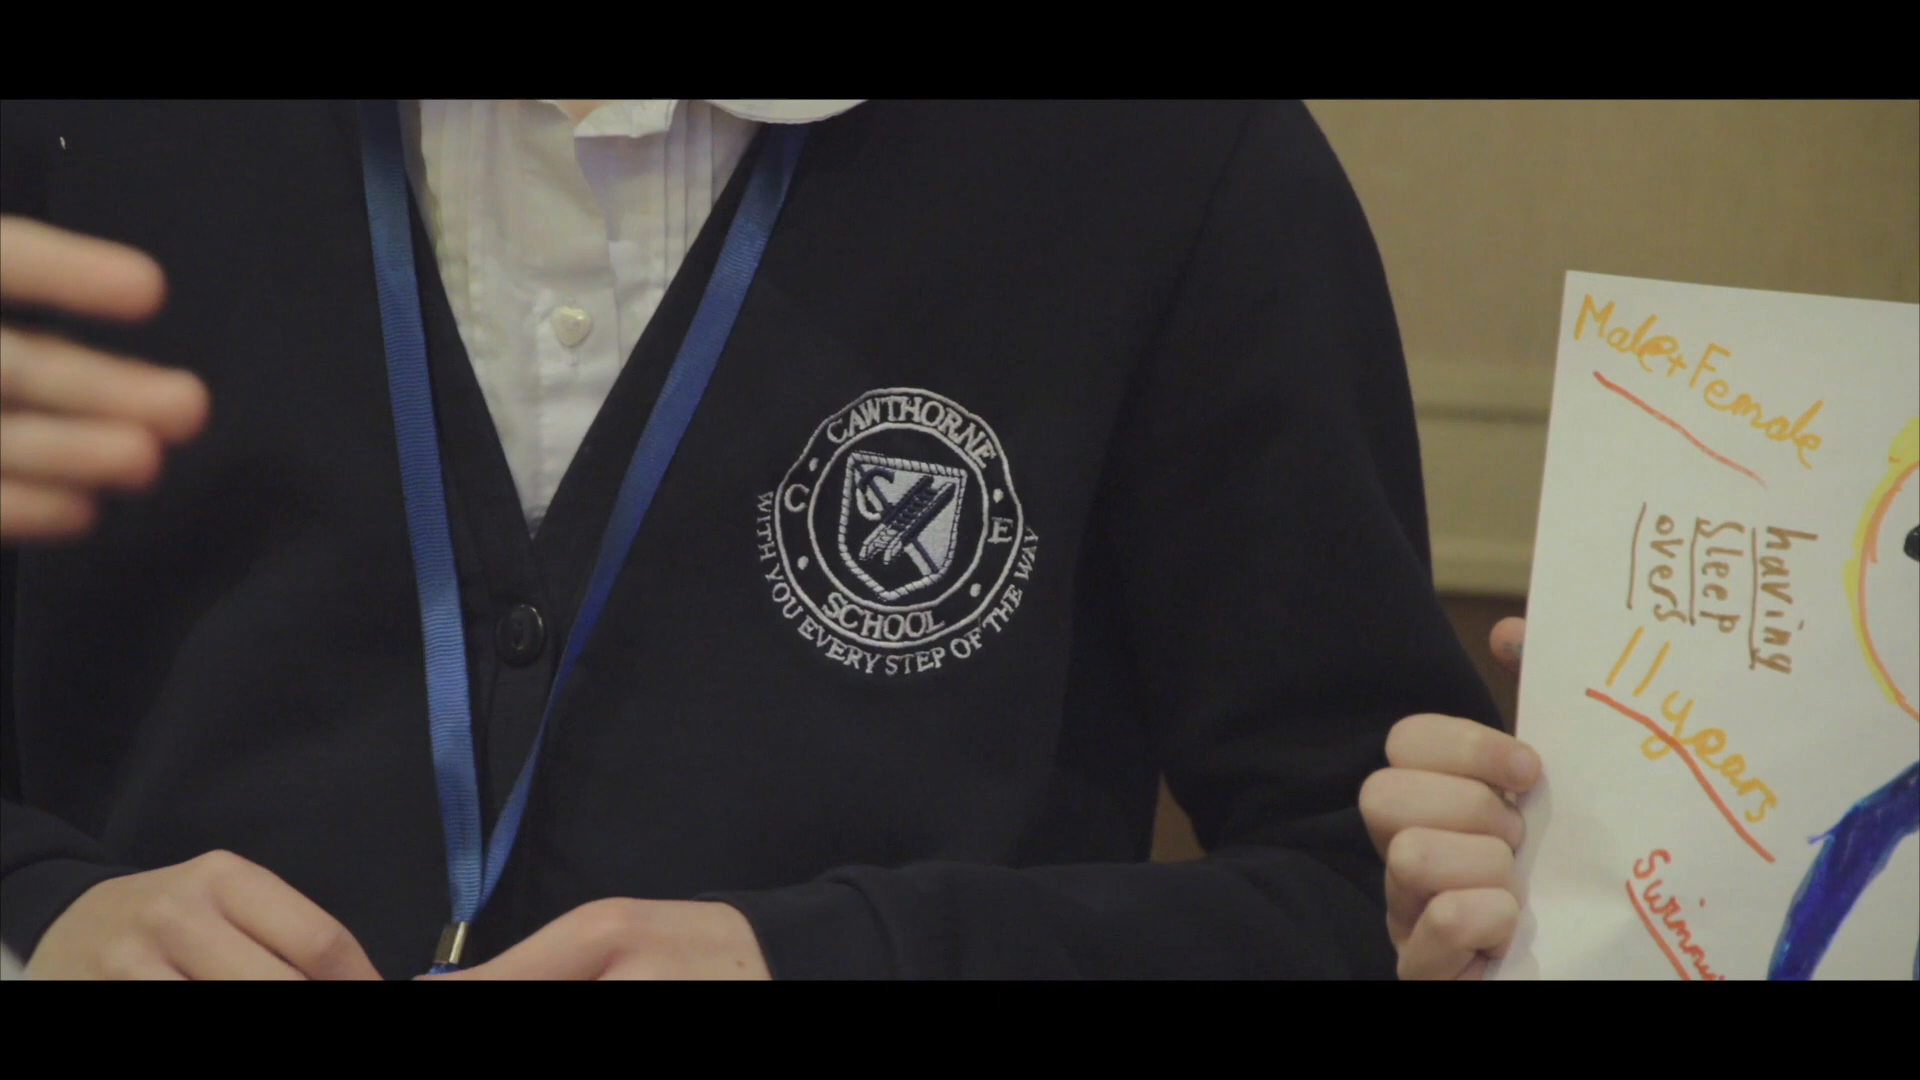 CAWTHORNE
C E
SCHOOL
WITH YOU EVERY STEP OF THE WAY
Male + Female
having
sleep
overs
11 years